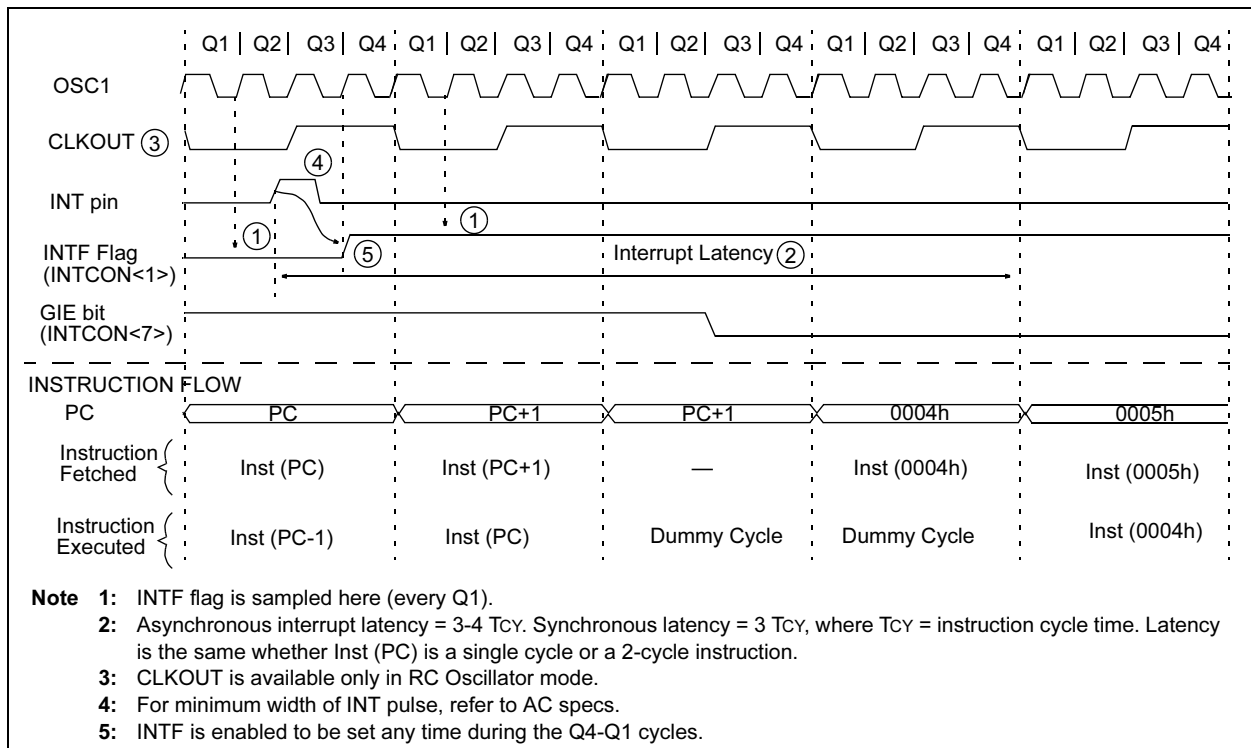 Q1 | Q2 | Q3 | Q4 Q1 | Q2 | Q3 | Q4 Q1 | Q2 | Q3 | Q4 Q1 | Q2 | Q3 | Q4 Q1 | Q2 | Q3 | Q4
OSC1
CLKOUT 3
4
INT pin
1 1
INTF Flag
(INTCON<1>)
5 Interrupt Latency 2
GIE bit
(INTCON<7>)
INSTRUCTION FLOW
PC PC PC+1 PC+1 0004h 0005h
Instruction
Fetched
Inst (PC) Inst (PC+1) — Inst (0004h) Inst (0005h)
Instruction
Executed
Inst (PC-1) Inst (PC) Dummy Cycle Dummy Cycle Inst (0004h)
Note 1: INTF flag is sampled here (every Q1).
2: Asynchronous interrupt latency = 3-4 TCY. Synchronous latency = 3 TCY, where TCY = instruction cycle time. Latency
is the same whether Inst (PC) is a single cycle or a 2-cycle instruction.
3: CLKOUT is available only in RC Oscillator mode.
4: For minimum width of INT pulse, refer to AC specs.
5: INTF is enabled to be set any time during the Q4-Q1 cycles.